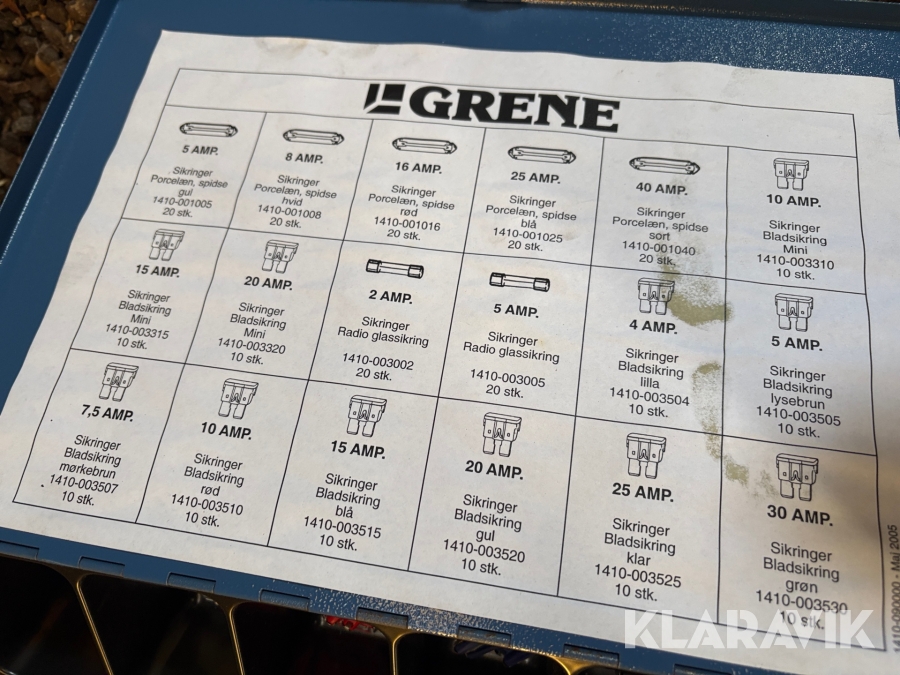 GRENE
5 AMP.
Sikringer
Porcelæn, spidse
gul
1410-001005
20 stk.
8 AMP.
Sikringer
Porcelæn, spidse
hvid
1410-001008
20 stk.
16 AMP.
Sikringer
Porcelæn, spidse
rød
1410-001016
20 stk.
25 AMP.
Sikringer
Porcelæn, spidse
blå
1410-001025
20 stk.
40 AMP.
Sikringer
Porcelæn, spidse
sort
1410-001040
20 stk.
10 AMP.
Sikringer
Bladsikring
Mini
1410-003310
10 stk.
15 AMP.
Sikringer
Bladsikring
Mini
1410-003315
10 stk.
20 AMP.
Sikringer
Bladsikring
Mini
1410-003320
10 stk.
2 AMP.
Sikringer
Radio glassikring
1410-003002
20 stk.
5 AMP.
Sikringer
Radio glassikring
1410-003005
20 stk.
4 AMP.
Sikringer
Bladsikring
lilla
1410-003504
10 stk.
5 AMP.
Sikringer
Bladsikring
lysebrun
1410-003505
10 stk.
7,5 AMP.
Sikringer
Bladsikring
mørkebrun
1410-003507
10 stk.
10 AMP.
Sikringer
Bladsikring
rød
1410-003510
10 stk.
15 AMP.
Sikringer
Bladsikring
blå
1410-003515
10 stk.
20 AMP.
Sikringer
Bladsikring
gul
1410-003520
10 stk.
25 AMP.
Sikringer
Bladsikring
klar
1410-003525
10 stk.
30 AMP.
Sikringer
Bladsikring
grøn
1410-003530
10 stk.
- Maj 2005
KLARAVIK